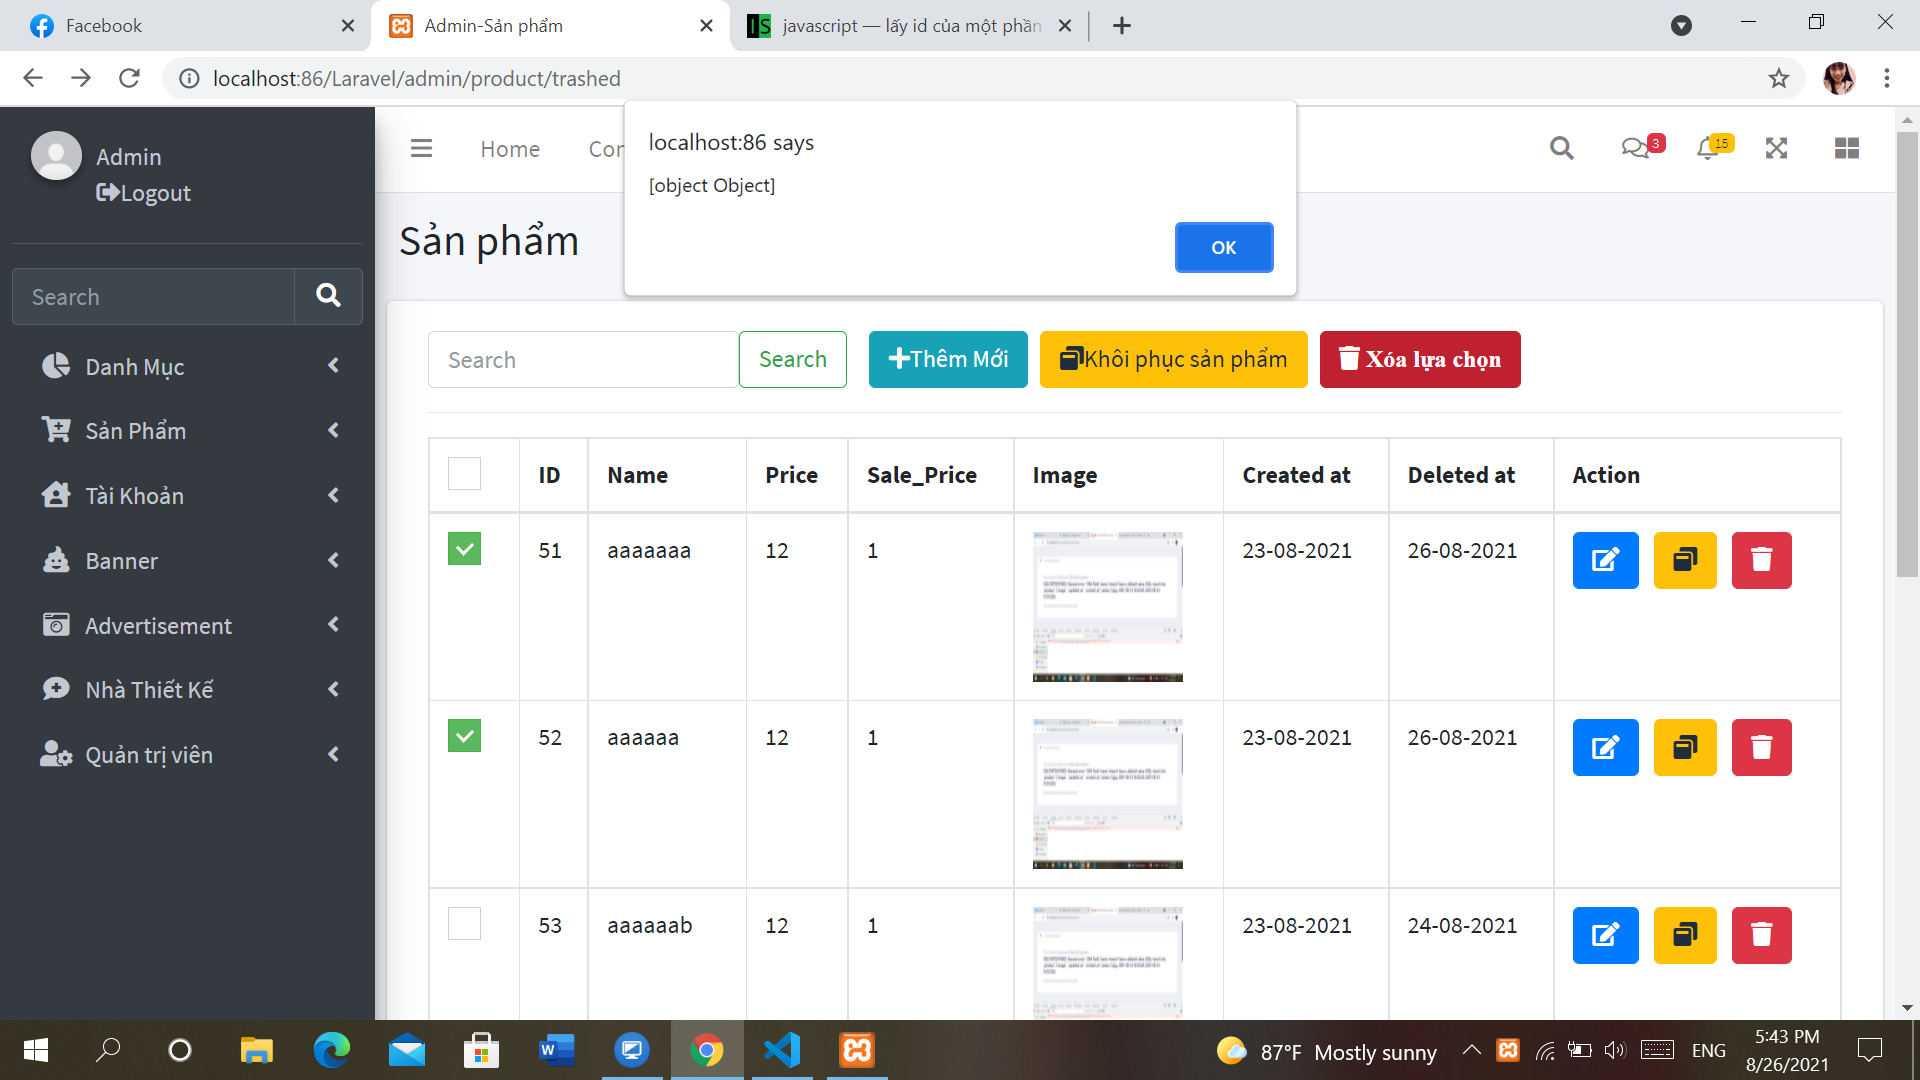 Facebook
Admin-Sản phẩm
javascript — lấy id của một phần
localhost:86/Laravel/admin/product/trashed
Admin
Logout
Home
Con
3
15
localhost:86 says
[object Object]
OK
Sản phẩm
Search
Danh Mục
Sản Phẩm
Tài Khoản
Banner
Advertisement
Nhà Thiết Kế
Quản trị viên
Search
Search
Thêm Mới
Khôi phục sản phẩm
Xóa lựa chọn
ID Name Price Sale_Price Image Created at Deleted at Action
51 aaaaaaa 12 1 23-08-2021 26-08-2021
52 aaaaaa 12 1 23-08-2021 26-08-2021
53 aaaaaab 12 1 23-08-2021 24-08-2021
87°F Mostly sunny
ENG
5:43 PM
8/26/2021